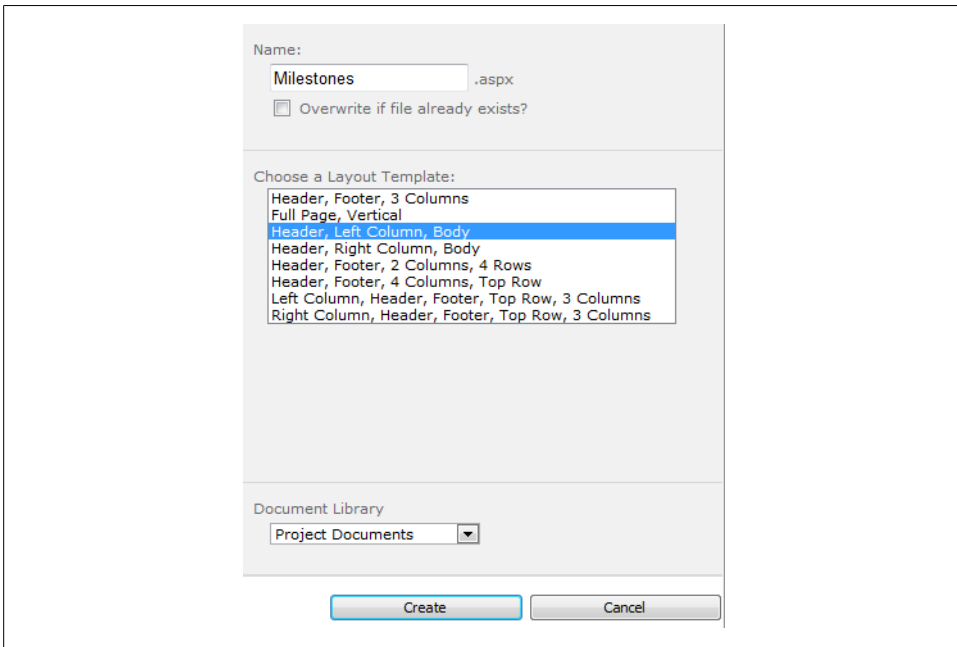 Name:
Milestones .aspx
Overwrite if file already exists?
Choose a Layout Template:
Header, Footer, 3 Columns
Full Page, Vertical
Header, Left Column, Body
Header, Right Column, Body
Header, Footer, 2 Columns, 4 Rows
Header, Footer, 4 Columns, Top Row
Left Column, Header, Footer, Top Row, 3 Columns
Right Column, Header, Footer, Top Row, 3 Columns
Document Library
Project Documents
Create Cancel